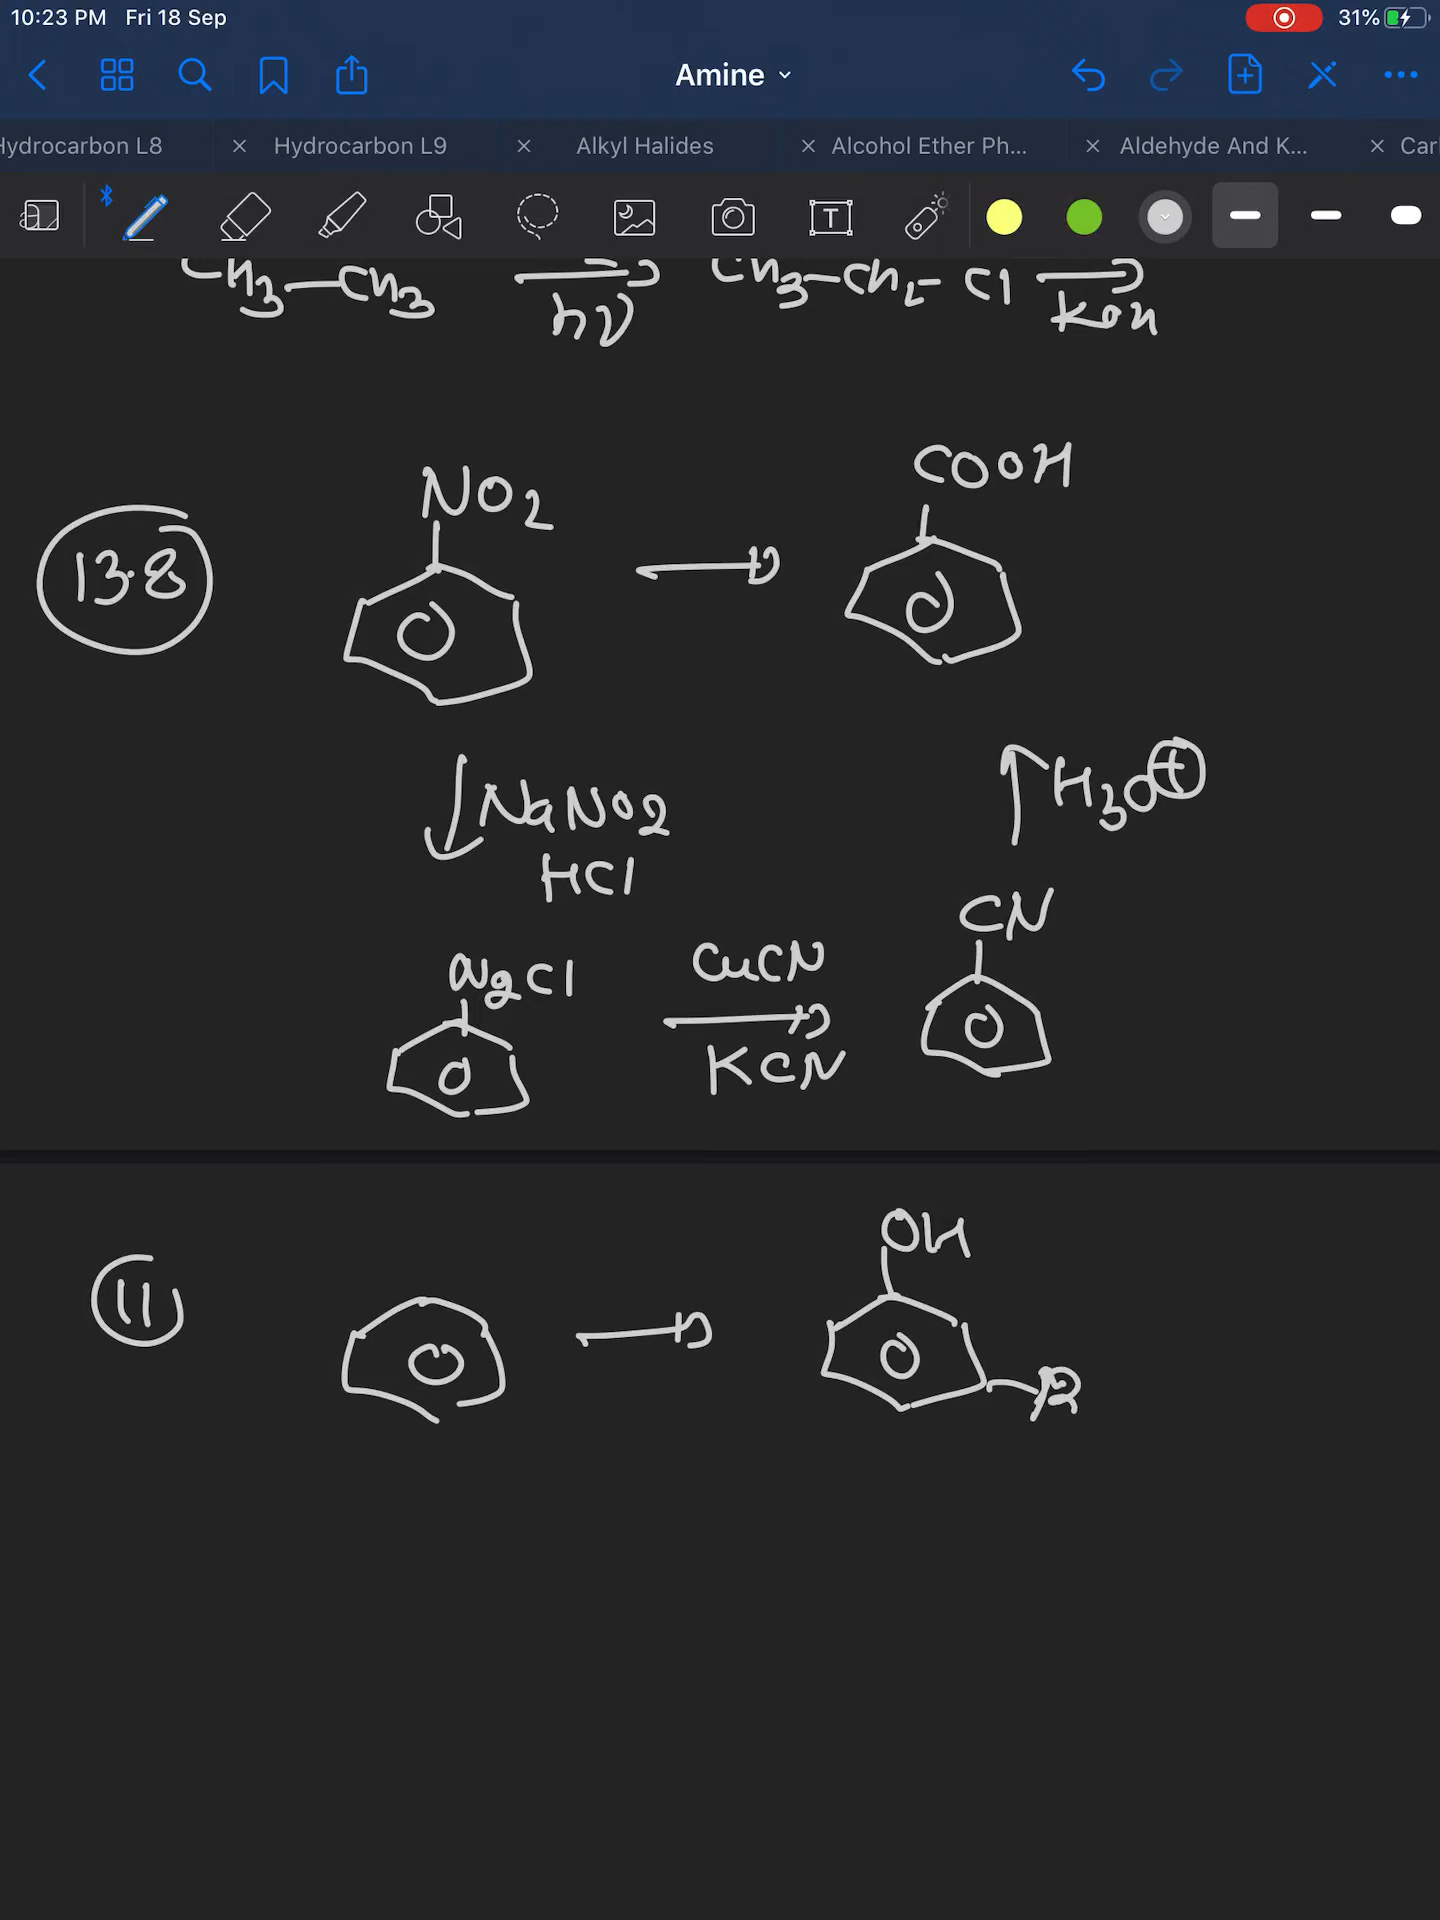 10:23 PM Fri 18 Sep
31%
Amine
Hydrocarbon L8
Hydrocarbon L9
Alkyl Halides
Alcohol Ether Ph...
Aldehyde And K...
Car
T
CH3—CH3 hν CH3—CH2—Cl KOH
13.8
NO2
COOH
NaNO2
HCl
H3O⊕
N2Cl
CuCN
KCN
CN
11
OH